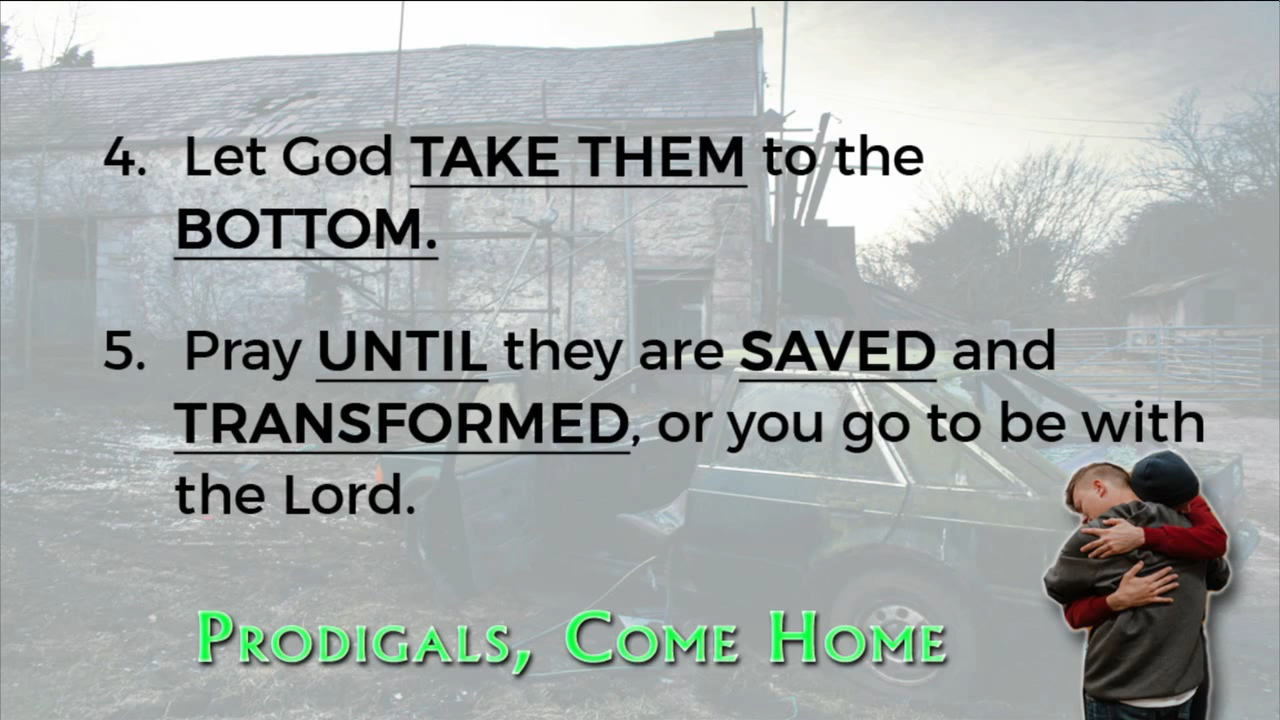 4. Let God TAKE THEM to the
BOTTOM.
5. Pray UNTIL they are SAVED and
TRANSFORMED, or you go to be with
the Lord.
PRODIGALS, COME HOME